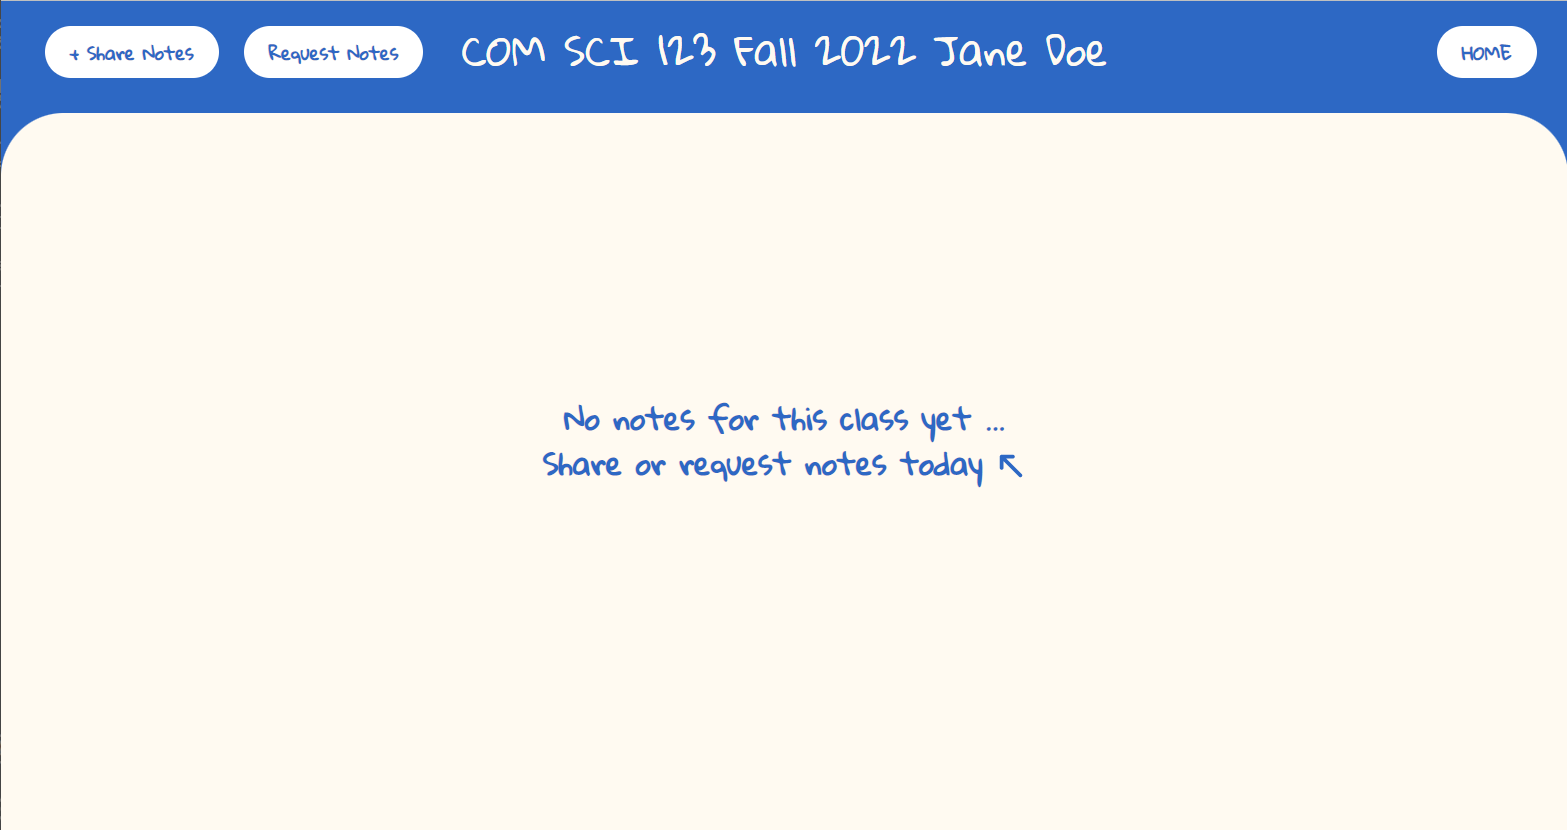 + Share Notes
Request Notes
COM SCI 123 Fall 2022 Jane Doe
HOME
No notes for this class yet ...
Share or request notes today ↖